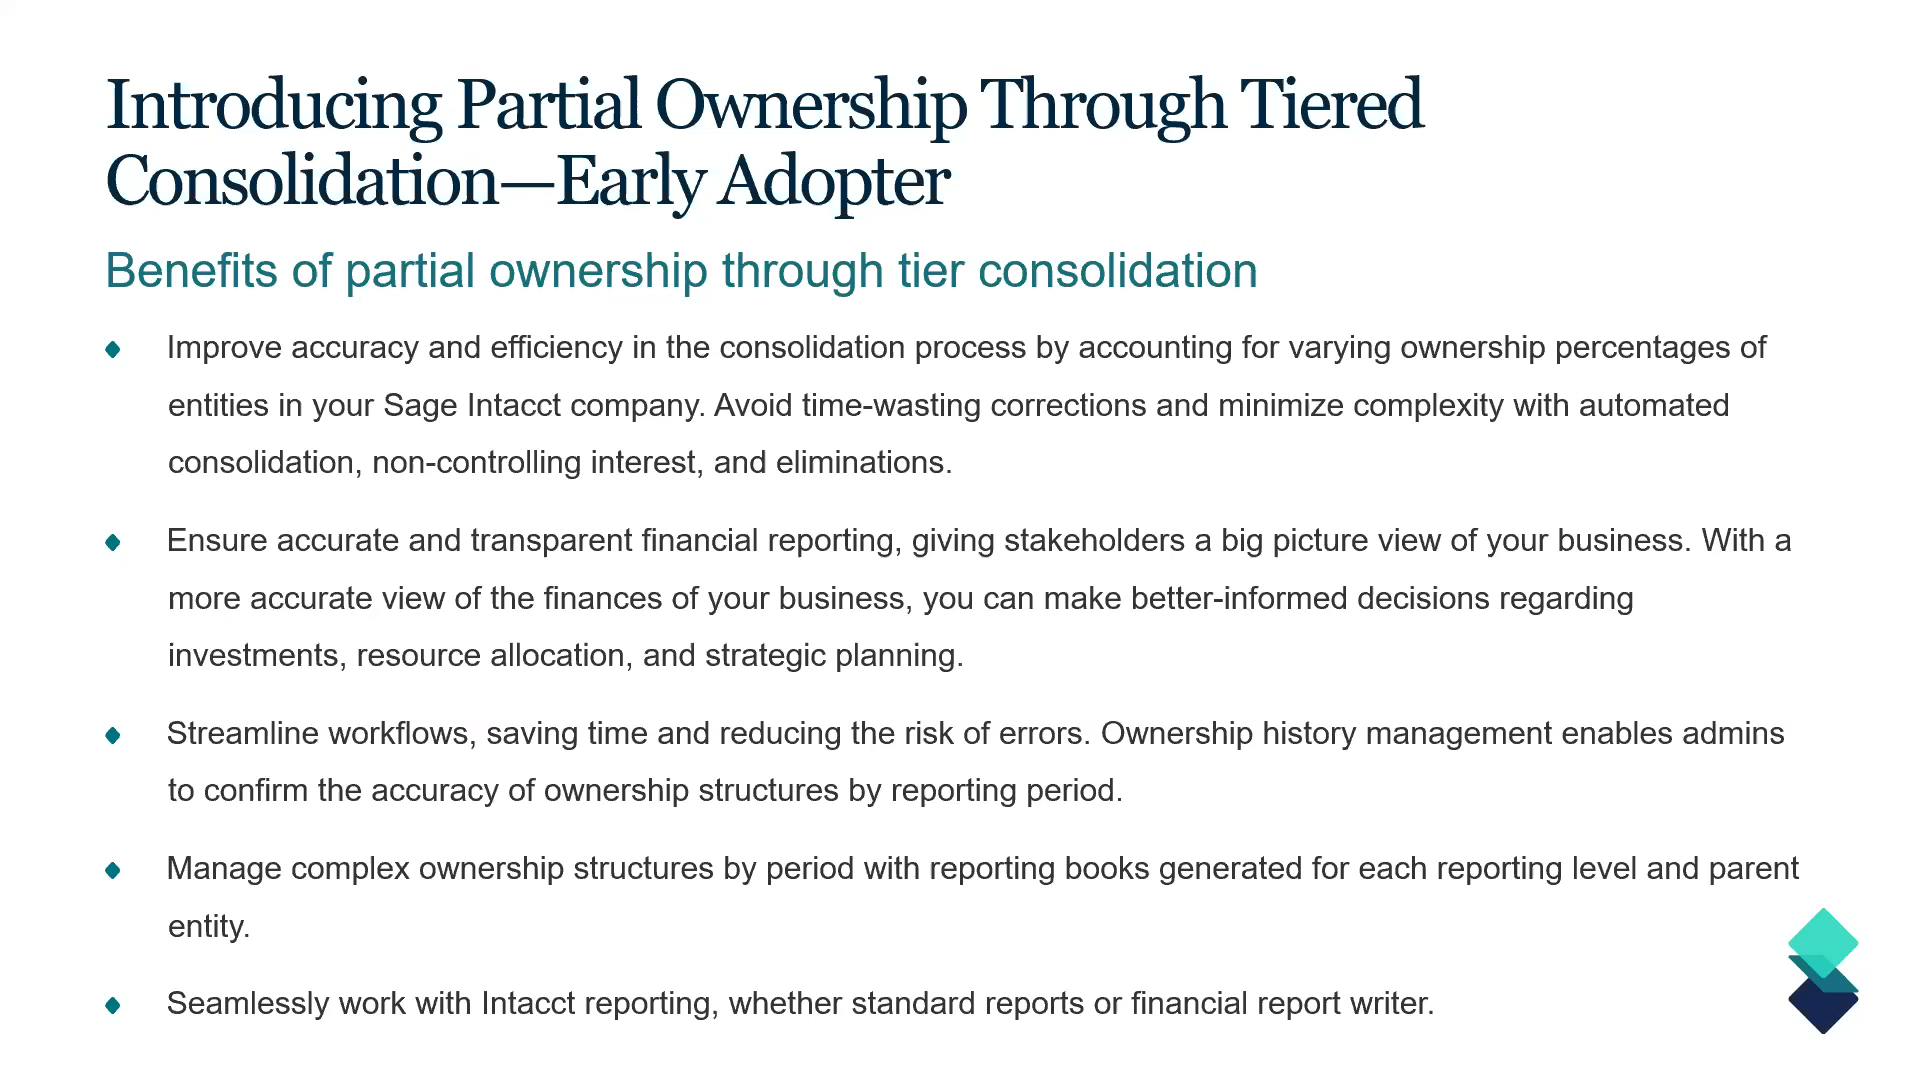 Introducing Partial Ownership Through Tiered
Consolidation—Early Adopter
Benefits of partial ownership through tier consolidation
Improve accuracy and efficiency in the consolidation process by accounting for varying ownership percentages of
entities in your Sage Intacct company. Avoid time-wasting corrections and minimize complexity with automated
consolidation, non-controlling interest, and eliminations.
Ensure accurate and transparent financial reporting, giving stakeholders a big picture view of your business. With a
more accurate view of the finances of your business, you can make better-informed decisions regarding
investments, resource allocation, and strategic planning.
Streamline workflows, saving time and reducing the risk of errors. Ownership history management enables admins
to confirm the accuracy of ownership structures by reporting period.
Manage complex ownership structures by period with reporting books generated for each reporting level and parent
entity.
Seamlessly work with Intacct reporting, whether standard reports or financial report writer.